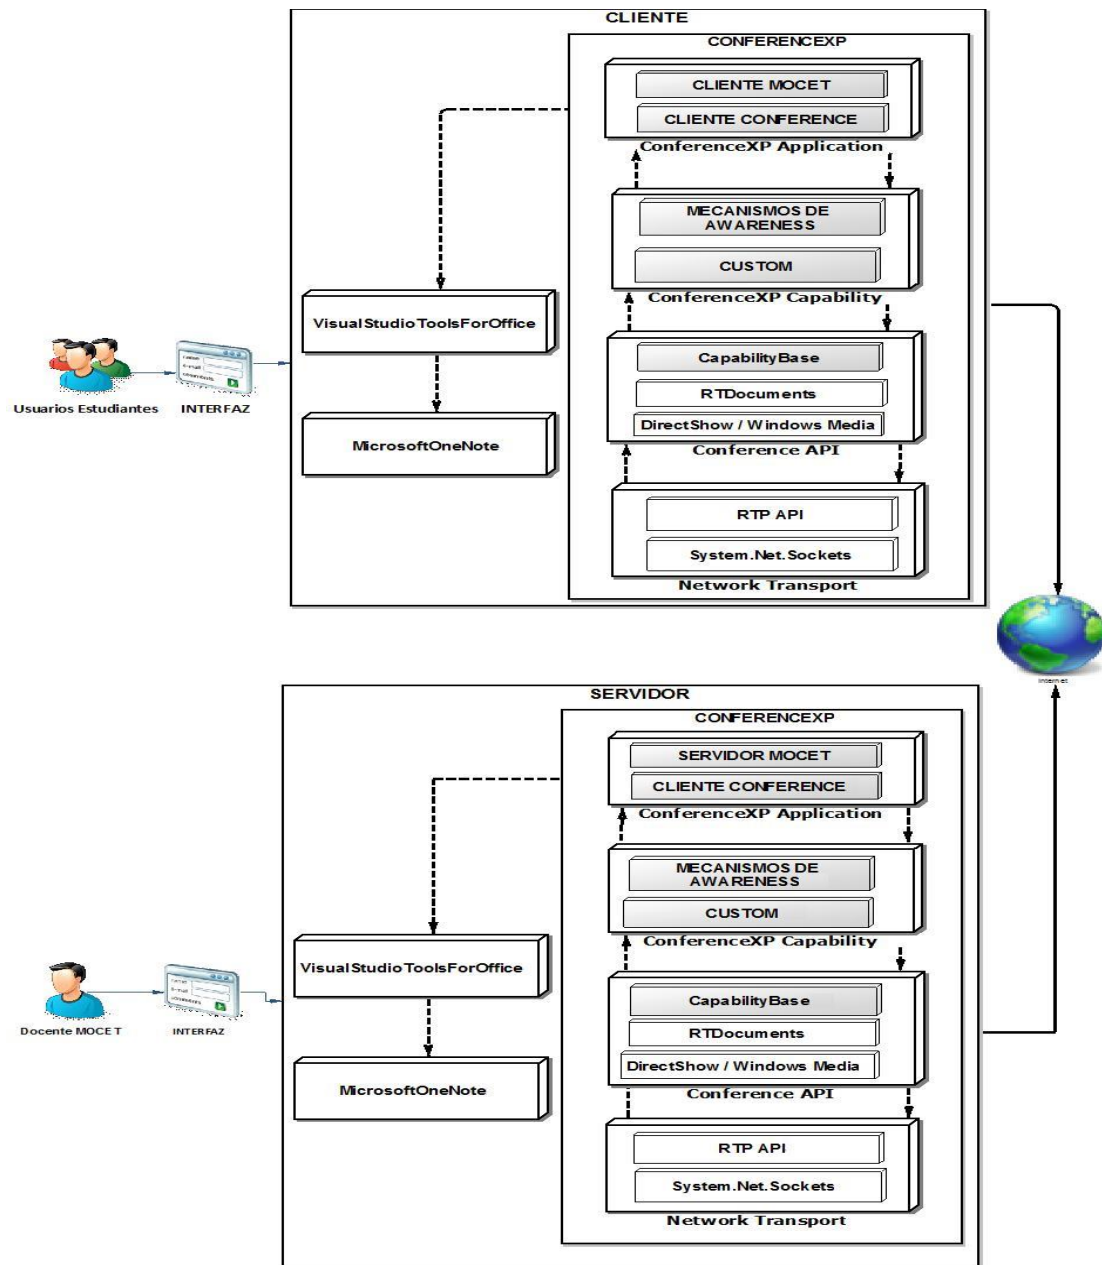 CLIENTE
CONFERENCEXP
CLIENTE MOCET
CLIENTE CONFERENCE
ConferenceXP Application
MECANISMOS DE
AWARENESS
CUSTOM
ConferenceXP Capability
VisualStudioToolsForOffice
CapabilityBase
RTDocuments
DirectShow / Windows Media
Conference API
Usuarios Estudiantes
INTERFAZ
MicrosoftOneNote
RTP API
System.Net.Sockets
Network Transport
Internet
SERVIDOR
CONFERENCEXP
SERVIDOR MOCET
CLIENTE CONFERENCE
ConferenceXP Application
MECANISMOS DE
AWARENESS
CUSTOM
ConferenceXP Capability
VisualStudioToolsForOffice
CapabilityBase
RTDocuments
DirectShow / Windows Media
Conference API
Docente MOCET
INTERFAZ
MicrosoftOneNote
RTP API
System.Net.Sockets
Network Transport